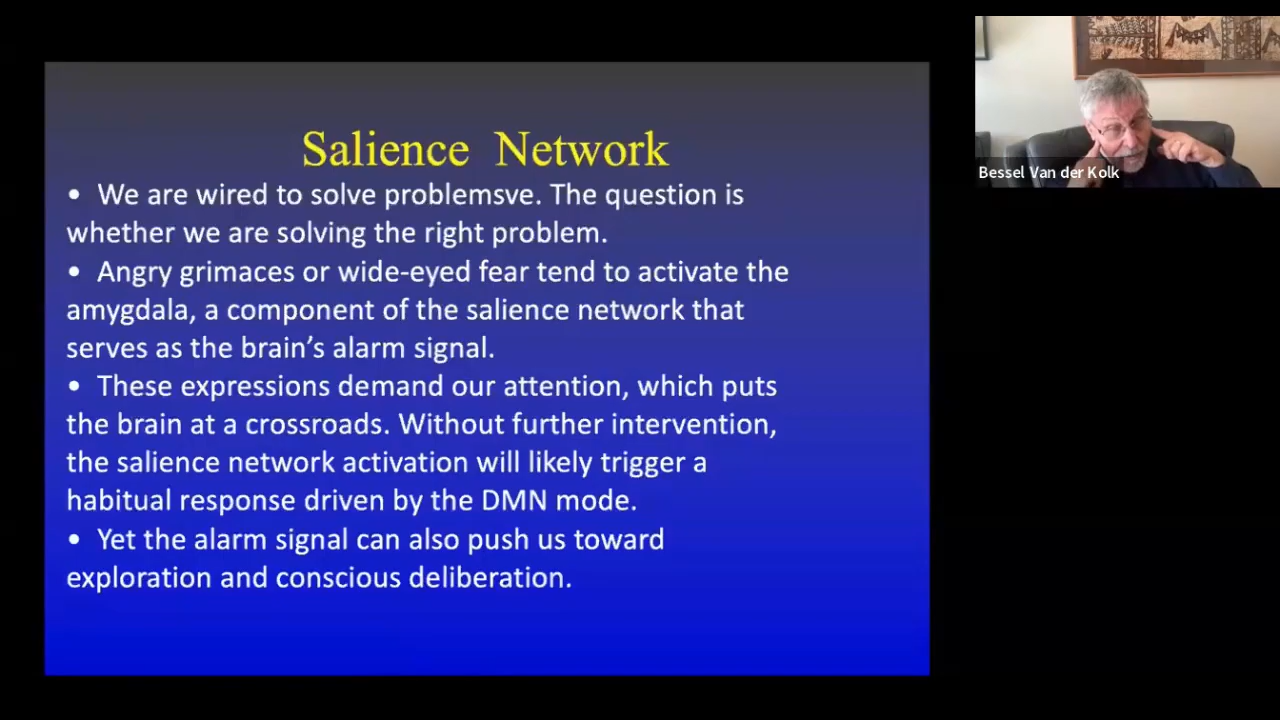 Salience Network
• We are wired to solve problemsve. The question is
whether we are solving the right problem.
• Angry grimaces or wide-eyed fear tend to activate the
amygdala, a component of the salience network that
serves as the brain’s alarm signal.
• These expressions demand our attention, which puts
the brain at a crossroads. Without further intervention,
the salience network activation will likely trigger a
habitual response driven by the DMN mode.
• Yet the alarm signal can also push us toward
exploration and conscious deliberation.
Bessel Van der Kolk